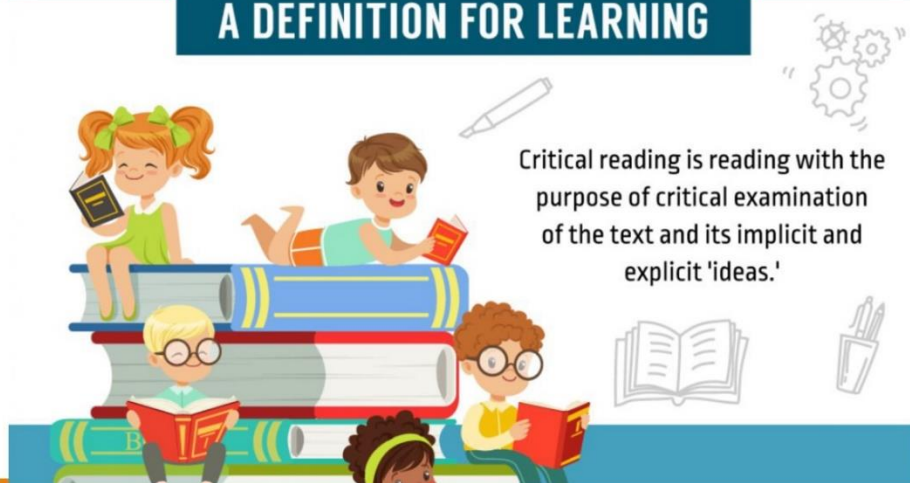 A DEFINITION FOR LEARNING
Critical reading is reading with the
purpose of critical examination
of the text and its implicit and
explicit 'ideas.'
B